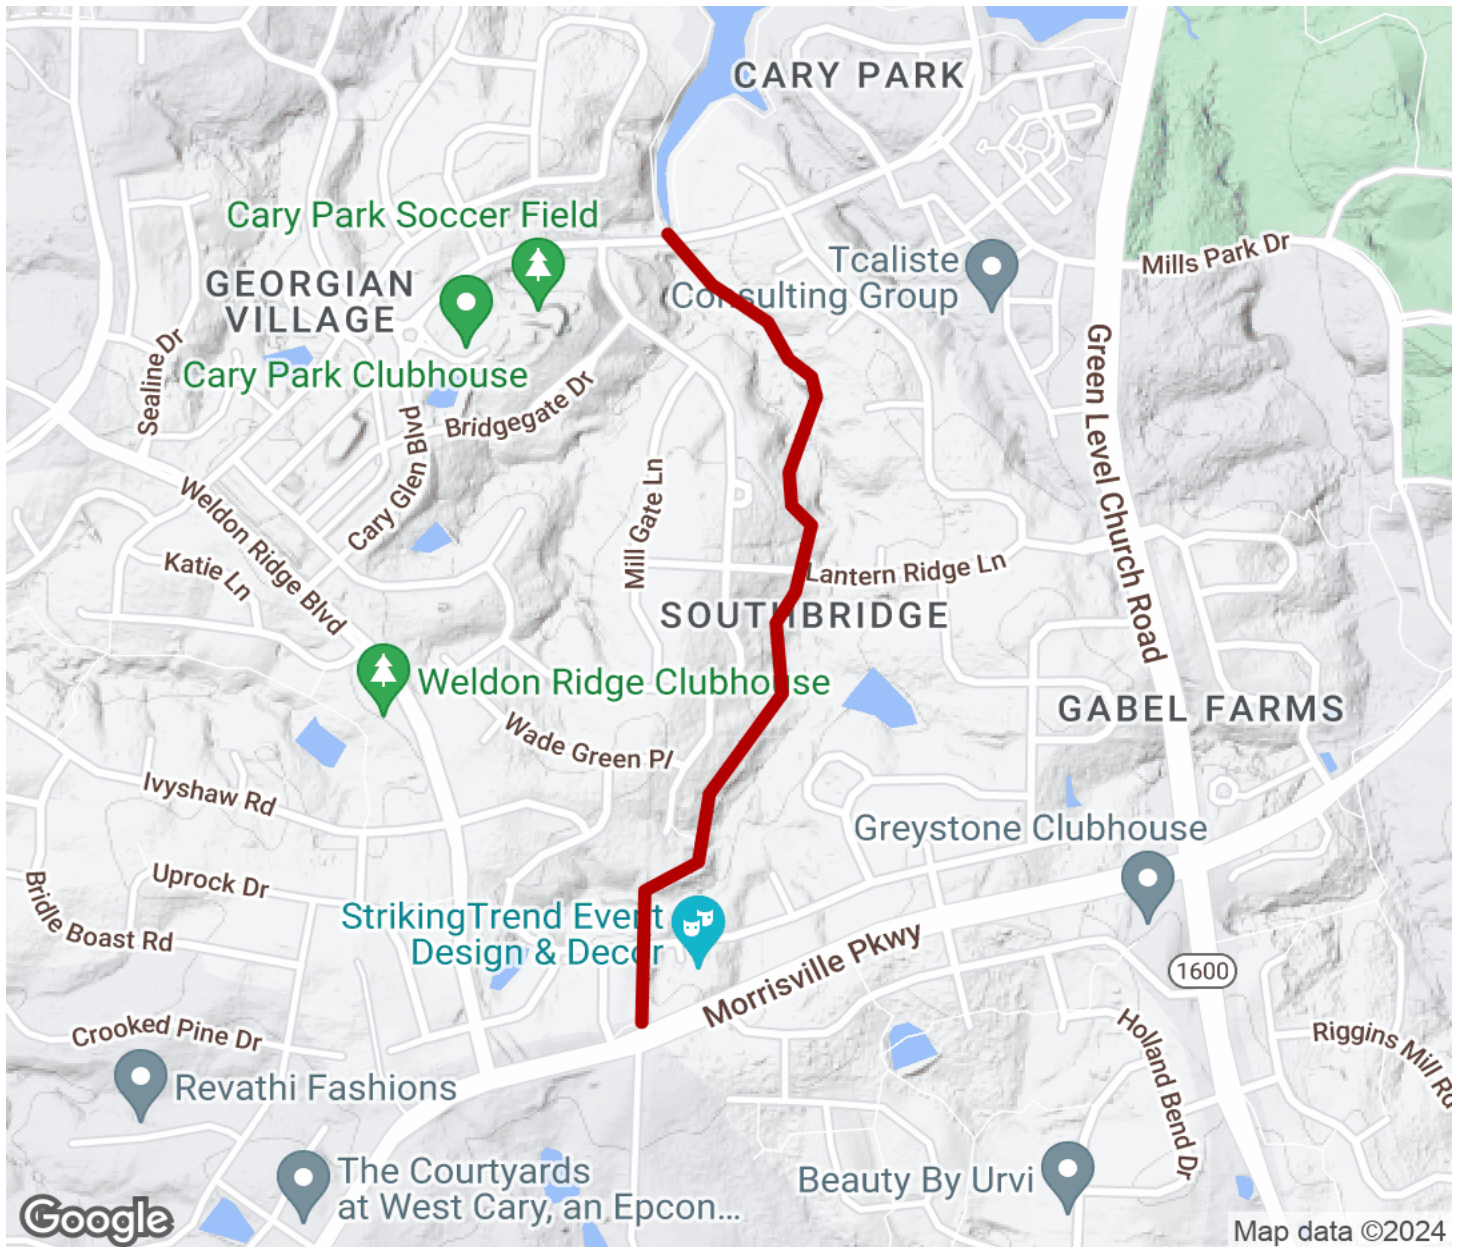 CARY PARK
Cary Park Soccer Field
Tcaliste
Consulting Group
Mills Park Dr
GEORGIAN
VILLAGE
Sealine Dr
Cary Park Clubhouse
Green Level Church Road
Bridgegate Dr
Cary Glen Blvd
Weldon Ridge Blvd
Mill Gate Ln
Katie Ln
Lantern Ridge Ln
SOUTHBRIDGE
Weldon Ridge Clubhouse
GABEL FARMS
Wade Green Pl
Ivyshaw Rd
Greystone Clubhouse
Uprock Dr
Bridle Boast Rd
StrikingTrend Event
Design & Decor
Morrisville Pkwy
1600
Crooked Pine Dr
Holland Bend Dr
Riggins Mill Rd
Revathi Fashions
The Courtyards
at West Cary, an Epcon...
Beauty By Urvi
Google
Map data ©2024